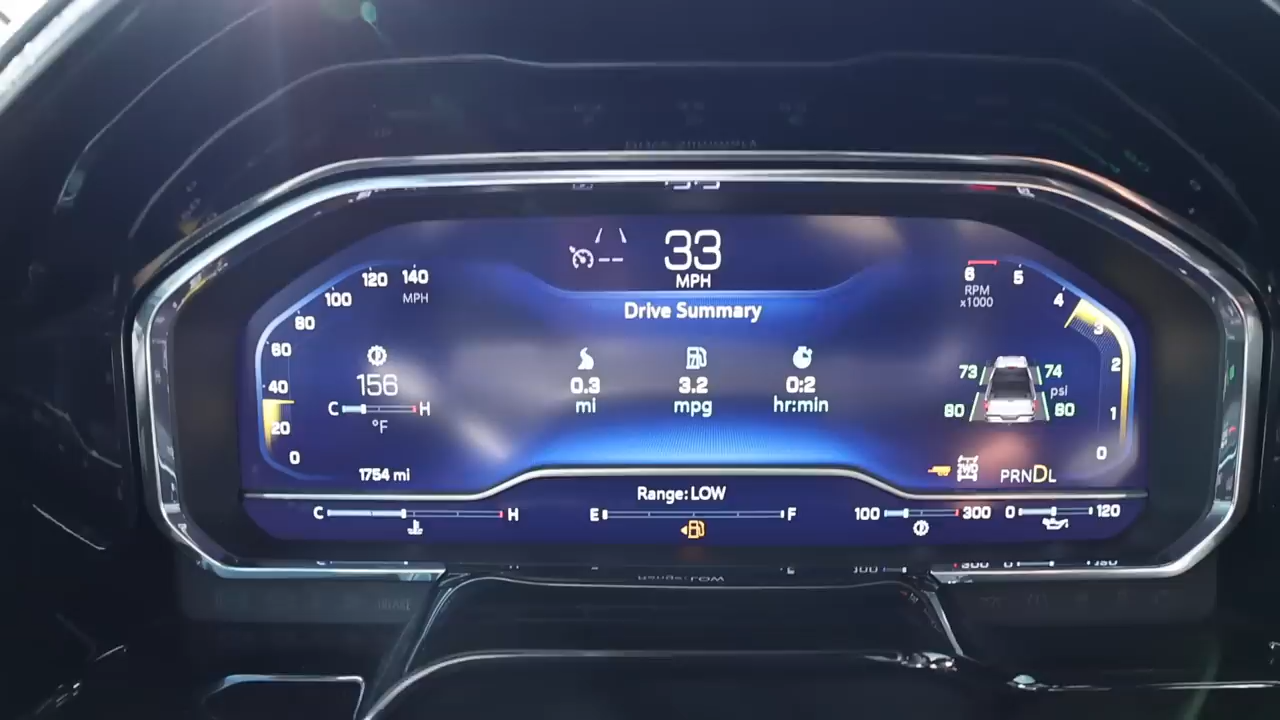 33
MPH
Drive Summary
0.3
mi
3.2
mpg
0:2
hr:min
140
120
100
80
60
40
20
0
MPH
156
C H
°F
1754 mi
6
5
4
3
2
1
0
RPM
x1000
73 74
psi
80 80
2WD
PRNDL
Range: LOW
C H
E F
100 300
0 120